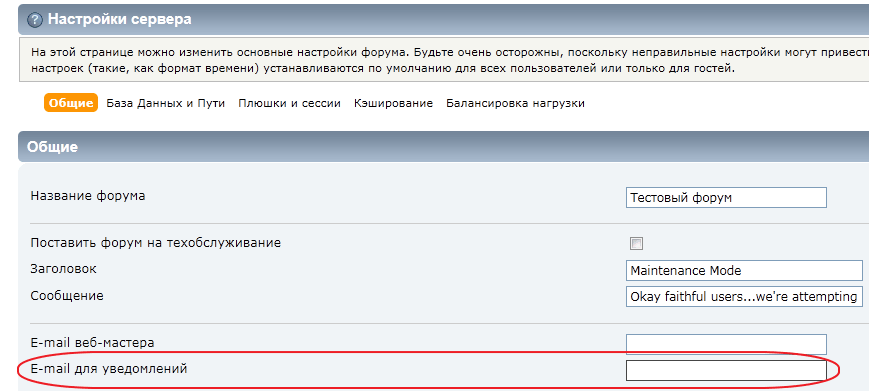 Настройки сервера
На этой странице можно изменить основные настройки форума. Будьте очень осторожны, поскольку неправильные настройки могут привест
настроек (такие, как формат времени) устанавливаются по умолчанию для всех пользователей или только для гостей.
Общие База Данных и Пути Плюшки и сессии Кэширование Балансировка нагрузки
Общие
Название форума Тестовый форум
Поставить форум на техобслуживание
Заголовок Maintenance Mode
Сообщение Okay faithful users...we're attempting
E-mail веб-мастера
E-mail для уведомлений